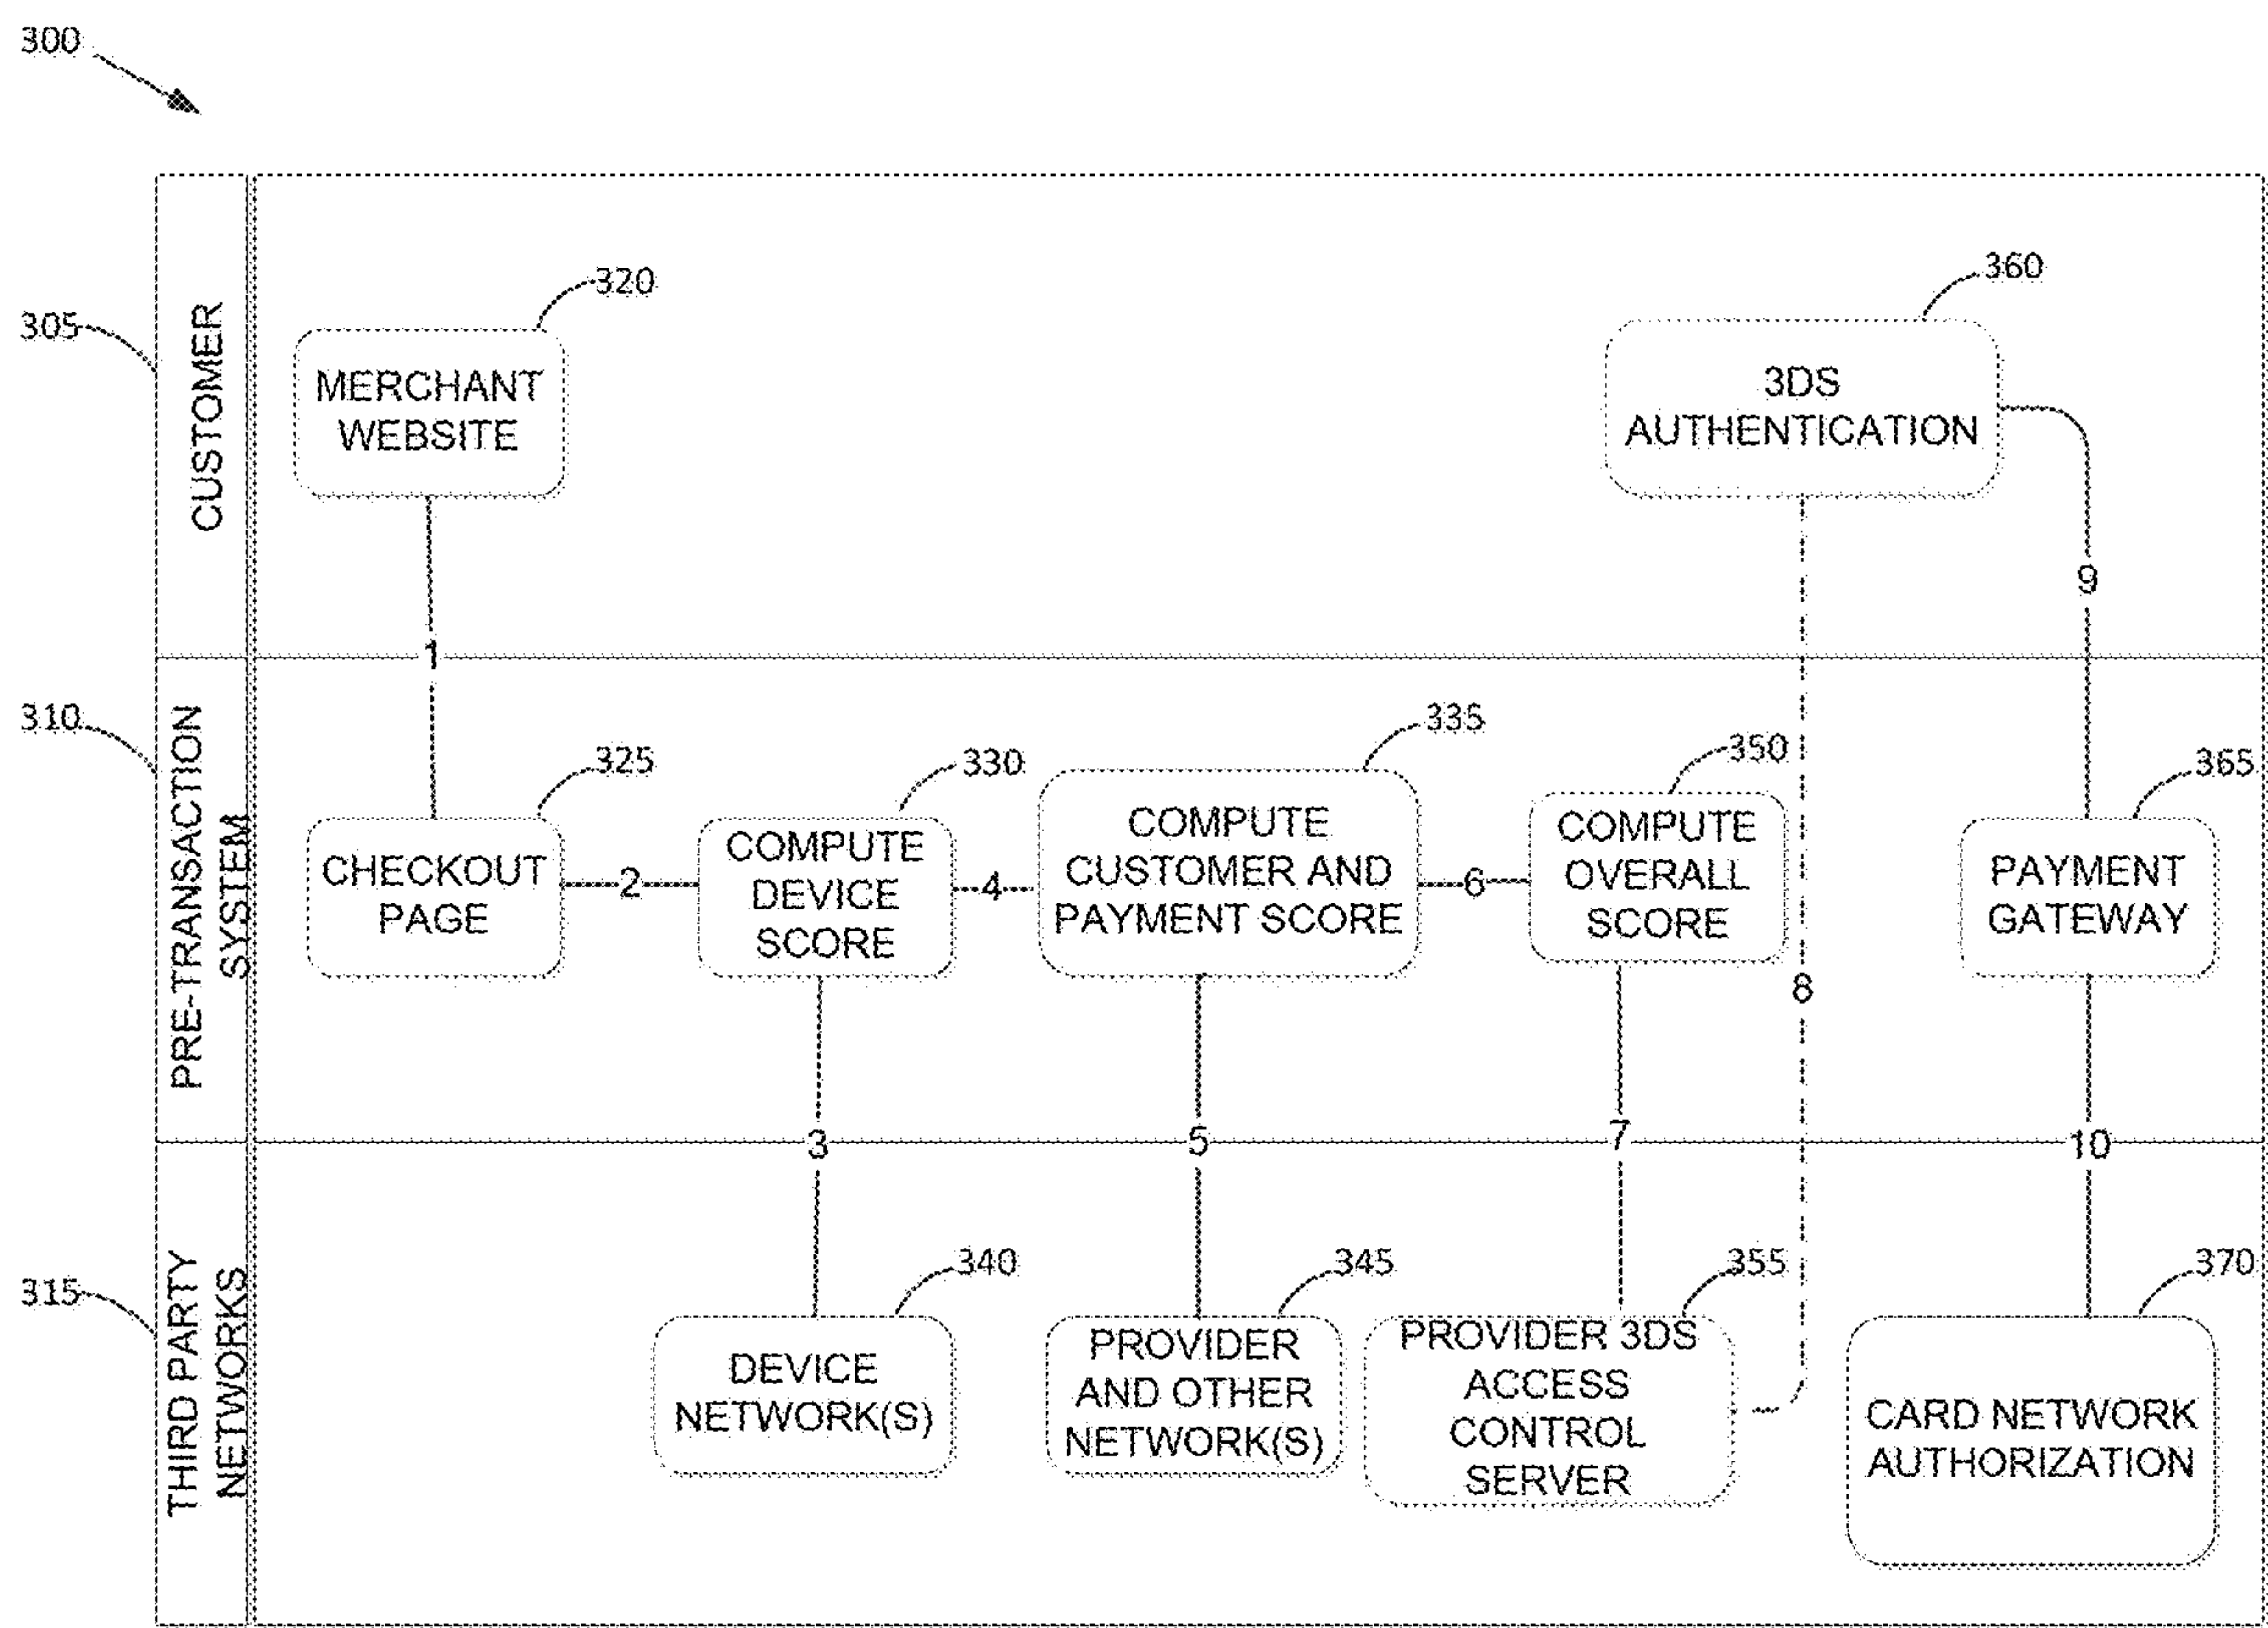 300
305
CUSTOMER
320
MERCHANT
WEBSITE
360
3DS
AUTHENTICATION
9
1
310
PRE-TRANSACTION
SYSTEM
325
CHECKOUT
PAGE
2
330
COMPUTE
DEVICE
SCORE
4
335
COMPUTE
CUSTOMER AND
PAYMENT SCORE
6
350
COMPUTE
OVERALL
SCORE
8
365
PAYMENT
GATEWAY
3
5
7
10
315
THIRD PARTY
NETWORKS
340
DEVICE
NETWORK(S)
345
PROVIDER
AND OTHER
NETWORK(S)
355
PROVIDER 3DS
ACCESS
CONTROL
SERVER
370
CARD NETWORK
AUTHORIZATION